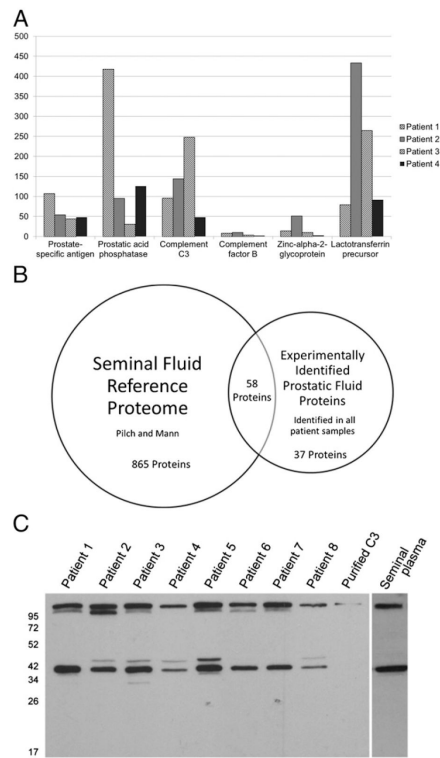 A
500
450
400
350
300
250
200
150
100
50
0
Patient 1
Patient 2
Patient 3
Patient 4
Prostate-
specific antigen
Prostatic acid
phosphatase
Complement
C3
Complement
factor B
Zinc-alpha-2-
glycoprotein
Lactotransferrin
precursor
B
Seminal Fluid
Reference
Proteome
Pilch and Mann
865 Proteins
58
Proteins
Experimentally
Identified
Prostatic Fluid
Proteins
Identified in all
patient samples
37 Proteins
C
Patient 1
Patient 2
Patient 3
Patient 4
Patient 5
Patient 6
Patient 7
Patient 8
Purified C3
Seminal
plasma
95
72
52
42
34
26
17